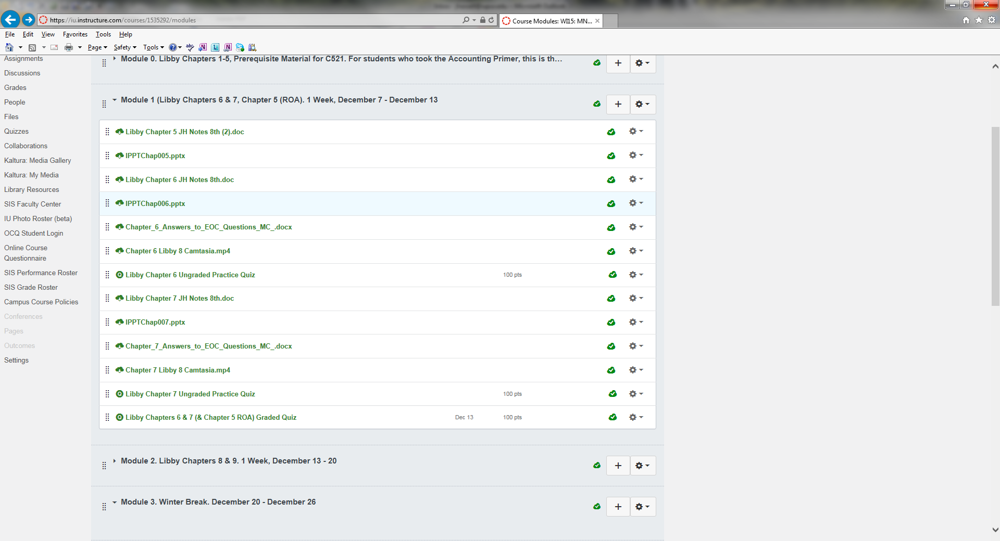 https://iu.instructure.com/courses/1535292/modules
Course Modules: WI15: MN...
File Edit View Favorites Tools Help
Page Safety Tools
Assignments
Discussions
Grades
People
Files
Quizzes
Collaborations
Kaltura: Media Gallery
Kaltura: My Media
Library Resources
SIS Faculty Center
IU Photo Roster (beta)
OCQ Student Login
Online Course
Questionnaire
SIS Performance Roster
SIS Grade Roster
Campus Course Policies
Conferences
Pages
Outcomes
Settings
Module 0. Libby Chapters 1-5, Prerequisite Material for C521. For students who took the Accounting Primer, this is th...
Module 1 (Libby Chapters 6 & 7, Chapter 5 (ROA). 1 Week, December 7 - December 13
Libby Chapter 5 JH Notes 8th (2).doc
IPPTChap005.pptx
Libby Chapter 6 JH Notes 8th.doc
IPPTChap006.pptx
Chapter_6_Answers_to_EOC_Questions_MC_.docx
Chapter 6 Libby 8 Camtasia.mp4
Libby Chapter 6 Ungraded Practice Quiz 100 pts
Libby Chapter 7 JH Notes 8th.doc
IPPTChap007.pptx
Chapter_7_Answers_to_EOC_Questions_MC_.docx
Chapter 7 Libby 8 Camtasia.mp4
Libby Chapter 7 Ungraded Practice Quiz 100 pts
Libby Chapters 6 & 7 (& Chapter 5 ROA) Graded Quiz Dec 13 100 pts
Module 2. Libby Chapters 8 & 9. 1 Week, December 13 - 20
Module 3. Winter Break. December 20 - December 26